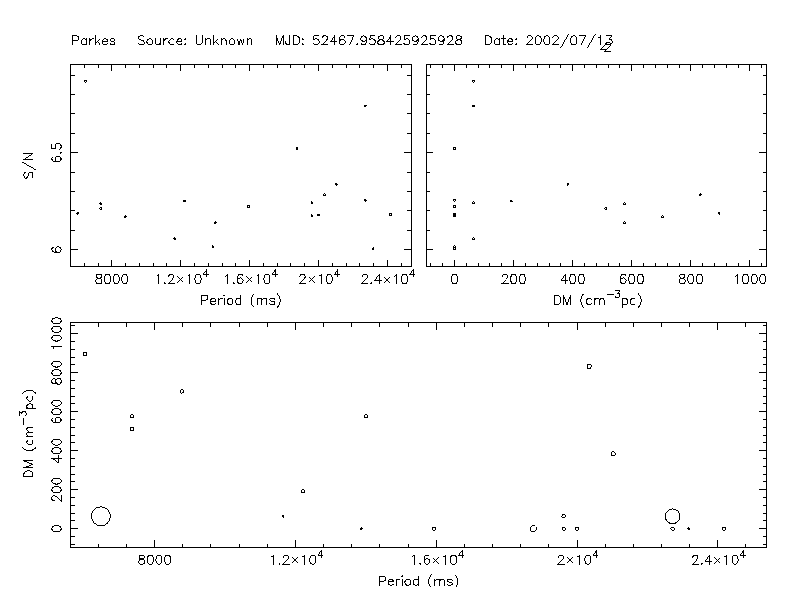 Parkes Source: Unknown MJD: 52467.958425925928 Date: 2002/07/
S/N
6.5
6
8000 1.2×10⁴ 1.6×10⁴ 2×10⁴ 2.4×10⁴
Period (ms)
0 200 400 600 800 1000
DM (cm⁻³pc)
DM (cm⁻³pc)
1000
800
600
400
200
0
8000 1.2×10⁴ 1.6×10⁴ 2×10⁴ 2.4×10⁴
Period (ms)